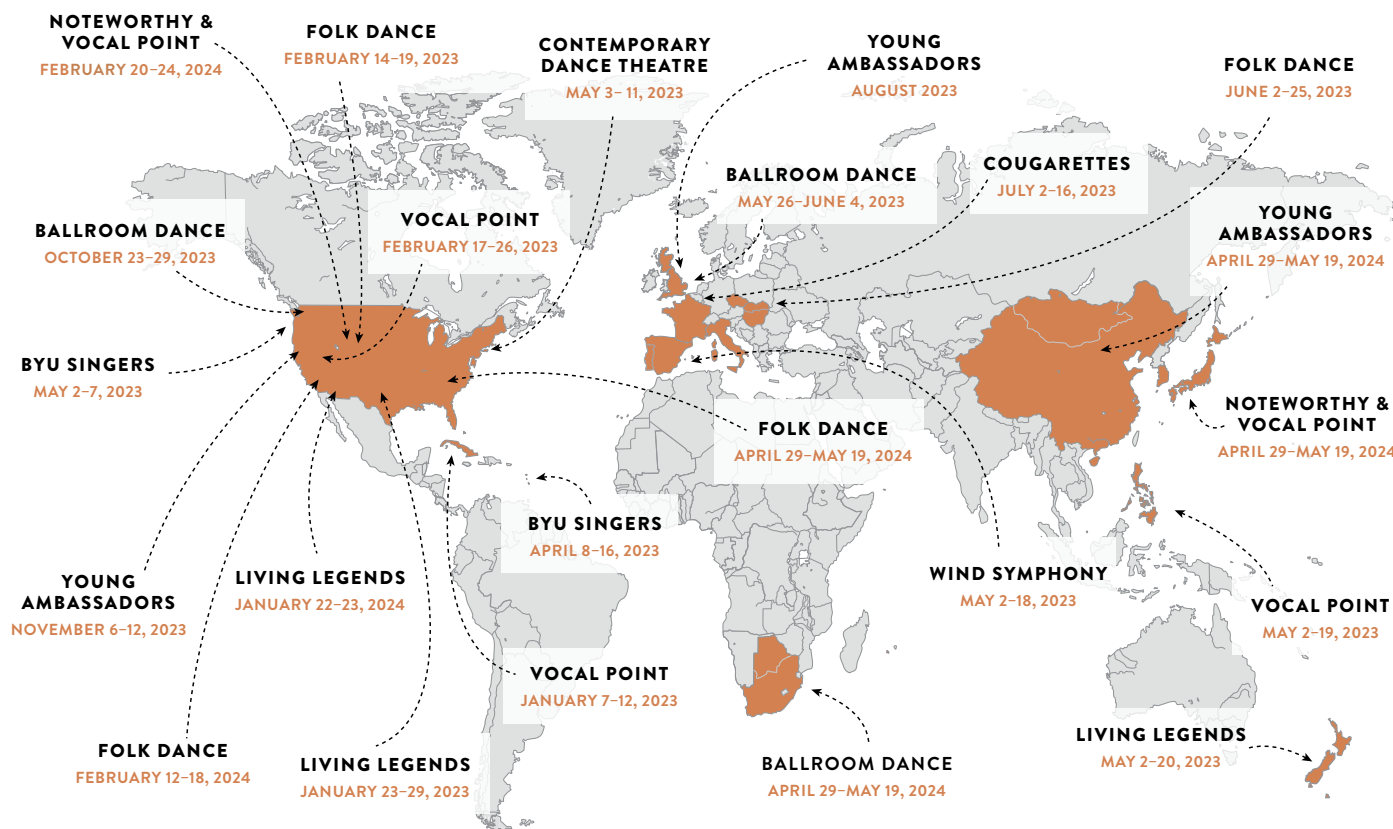 NOTEWORTHY &
VOCAL POINT
FEBRUARY 20–24, 2024
FOLK DANCE
FEBRUARY 14–19, 2023
CONTEMPORARY
DANCE THEATRE
MAY 3– 11, 2023
YOUNG
AMBASSADORS
AUGUST 2023
FOLK DANCE
JUNE 2–25, 2023
BALLROOM DANCE
MAY 26–JUNE 4, 2023
COUGARETTES
JULY 2–16, 2023
BALLROOM DANCE
OCTOBER 23–29, 2023
VOCAL POINT
FEBRUARY 17–26, 2023
YOUNG
AMBASSADORS
APRIL 29–MAY 19, 2024
BYU SINGERS
MAY 2–7, 2023
NOTEWORTHY &
VOCAL POINT
APRIL 29–MAY 19, 2024
FOLK DANCE
APRIL 29–MAY 19, 2024
BYU SINGERS
APRIL 8–16, 2023
YOUNG
AMBASSADORS
NOVEMBER 6–12, 2023
LIVING LEGENDS
JANUARY 22–23, 2024
WIND SYMPHONY
MAY 2–18, 2023
VOCAL POINT
MAY 2–19, 2023
VOCAL POINT
JANUARY 7–12, 2023
FOLK DANCE
FEBRUARY 12–18, 2024
LIVING LEGENDS
JANUARY 23–29, 2023
BALLROOM DANCE
APRIL 29–MAY 19, 2024
LIVING LEGENDS
MAY 2–20, 2023